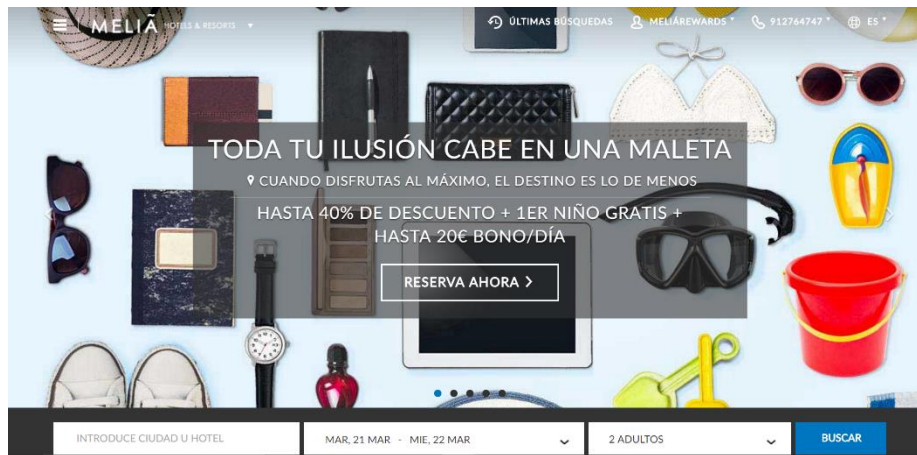 MELIÃ HOTELS & RESORTS
ÚLTIMAS BÚSQUEDAS
MELIÁREWARDS
912764747
ES
TODA TU ILUSIÓN CABE EN UNA MALETA
CUANDO DISFRUTAS AL MÁXIMO, EL DESTINO ES LO DE MENOS
HASTA 40% DE DESCUENTO + 1ER NIÑO GRATIS +
HASTA 20€ BONO/DÍA
RESERVA AHORA >
INTRODUCE CIUDAD U HOTEL
MAR, 21 MAR - MIE, 22 MAR
2 ADULTOS
BUSCAR